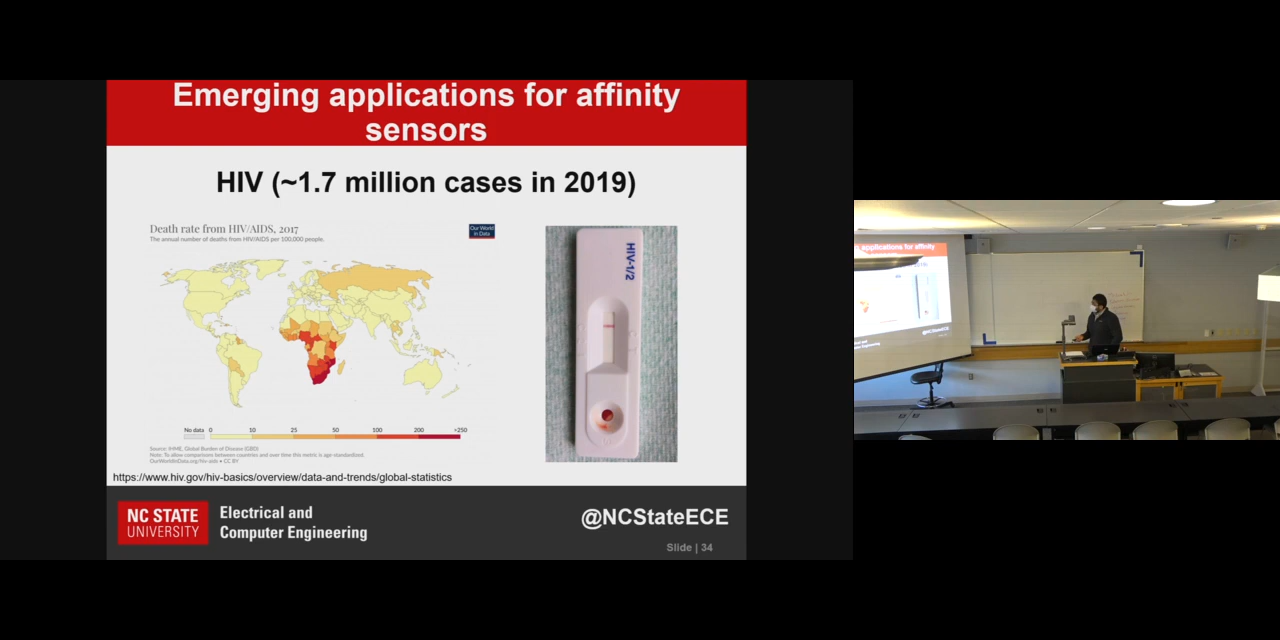 Emerging applications for affinity
sensors
HIV (~1.7 million cases in 2019)
Death rate from HIV/AIDS, 2017
The annual number of deaths from HIV/AIDS per 100,000 people.
Our World
in Data
HIV-1/2
No data
0
10
25
50
100
200
>250
Source: IHME, Global Burden of Disease (GBD)
Note: To allow comparisons between countries and over time this metric is age-standardized.
OurWorldInData.org/hiv-aids • CC BY
https://www.hiv.gov/hiv-basics/overview/data-and-trends/global-statistics
NC STATE
UNIVERSITY
Electrical and
Computer Engineering
@NCStateECE
Slide | 34
applications for affinity
@NCStateECE